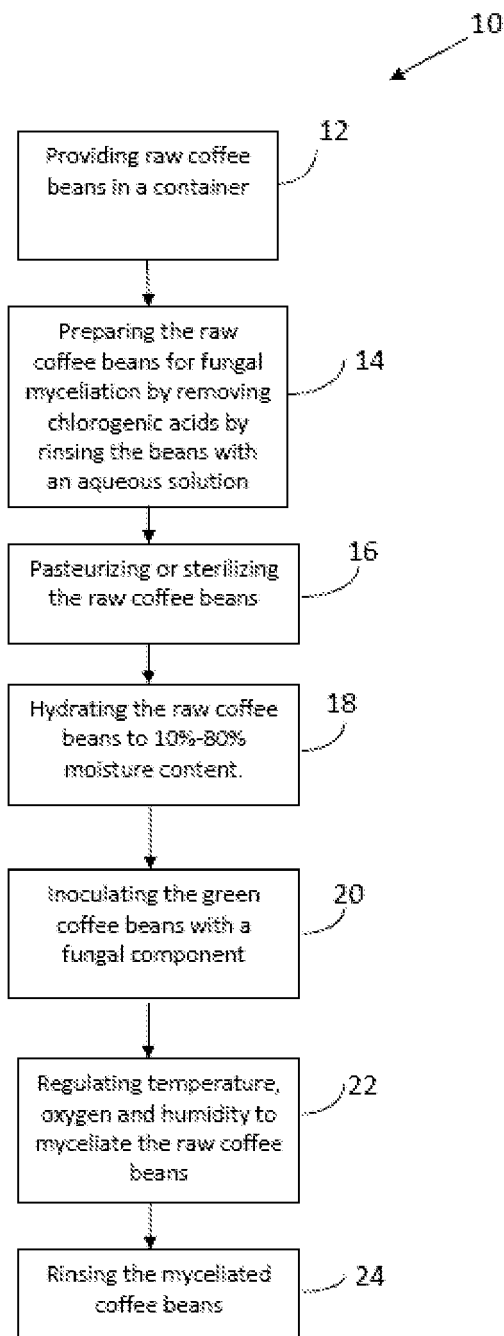 10
12
Providing raw coffee
beans in a container
Preparing the raw
coffee beans for fungal
myceliation by removing
chlorogenic acids by
rinsing the beans with
an aqueous solution
14
Pasteurizing or sterilizing
the raw coffee beans
16
Hydrating the raw coffee
beans to 10%-80%
moisture content.
18
Inoculating the green
coffee beans with a
fungal component
20
Regulating temperature,
oxygen and humidity to
myceliate the raw coffee
beans
22
Rinsing the myceliated
coffee beans
24